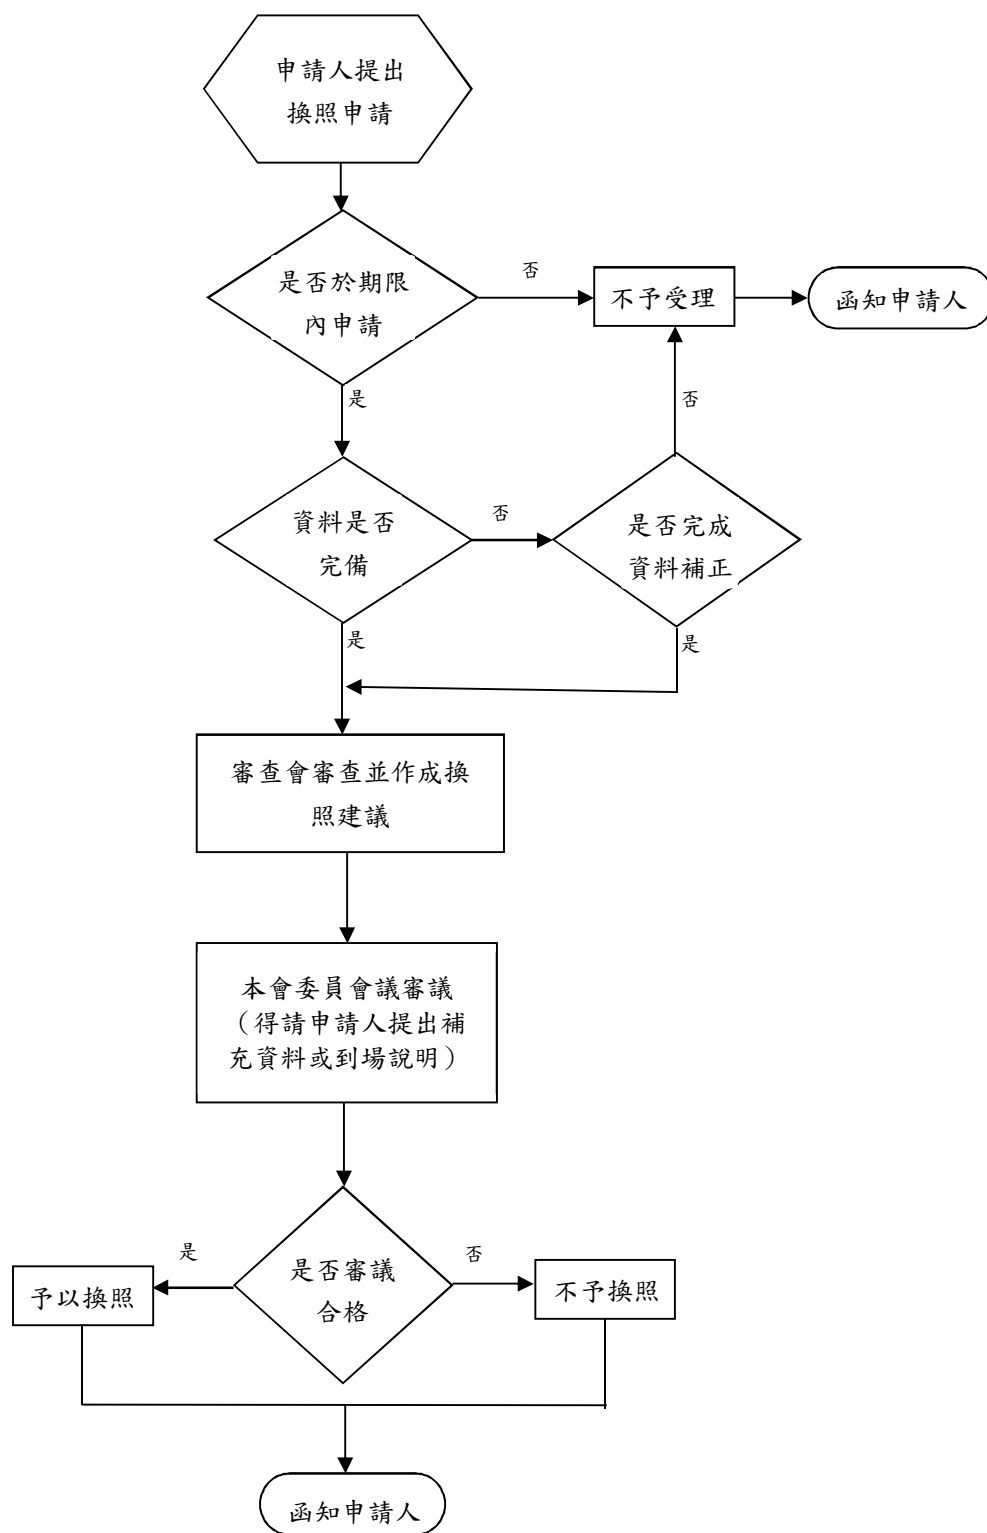 申請人提出
換照申請
是否於期限
內申請
否
不予受理
函知申請人
是
否
資料是否
完備
否
是否完成
資料補正
是
是
審查會審查並作成換
照建議
本會委員會議審議
（得請申請人提出補
充資料或到場說明）
是
是否審議
合格
否
予以換照
不予換照
函知申請人